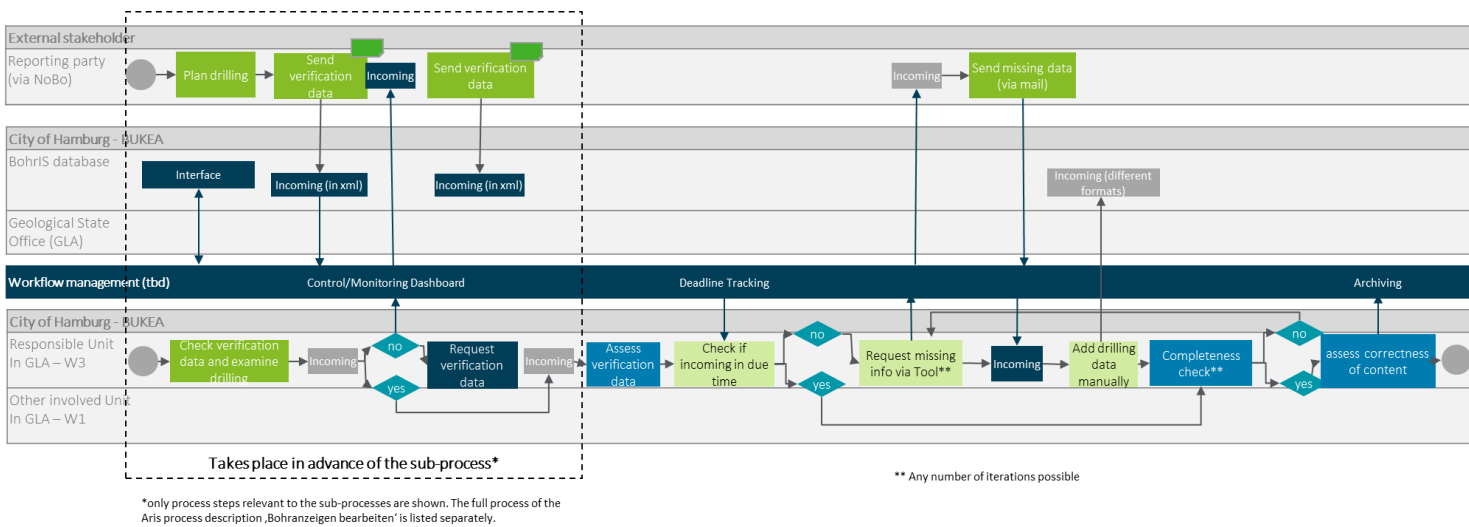 External stakeholder
Reporting party
(via NoBo)
Plan drilling
Send
verification
data
Incoming
Send verification
data
Incoming
Send missing data
(via mail)
City of Hamburg - BUKEA
BohrIS database
Interface
Incoming (in xml)
Incoming (in xml)
Incoming (different
formats)
Geological State
Office (GLA)
Workflow management (tbd)
Control/Monitoring Dashboard
Deadline Tracking
Archiving
City of Hamburg - BUKEA
Responsible Unit
In GLA – W3
Check verification
data and examine
drilling
Incoming
no
yes
Request
verification
data
Incoming
Assess
verification
data
Check if
incoming in due
time
no
yes
Request missing
info via Tool**
Incoming
Add drilling
data
manually
Completeness
check**
no
yes
assess correctness
of content
Other involved Unit
In GLA – W1
Takes place in advance of the sub-process*
** Any number of iterations possible
*only process steps relevant to the sub-processes are shown. The full process of the
Aris process description ‚Bohranzeigen bearbeiten‘ is listed separately.